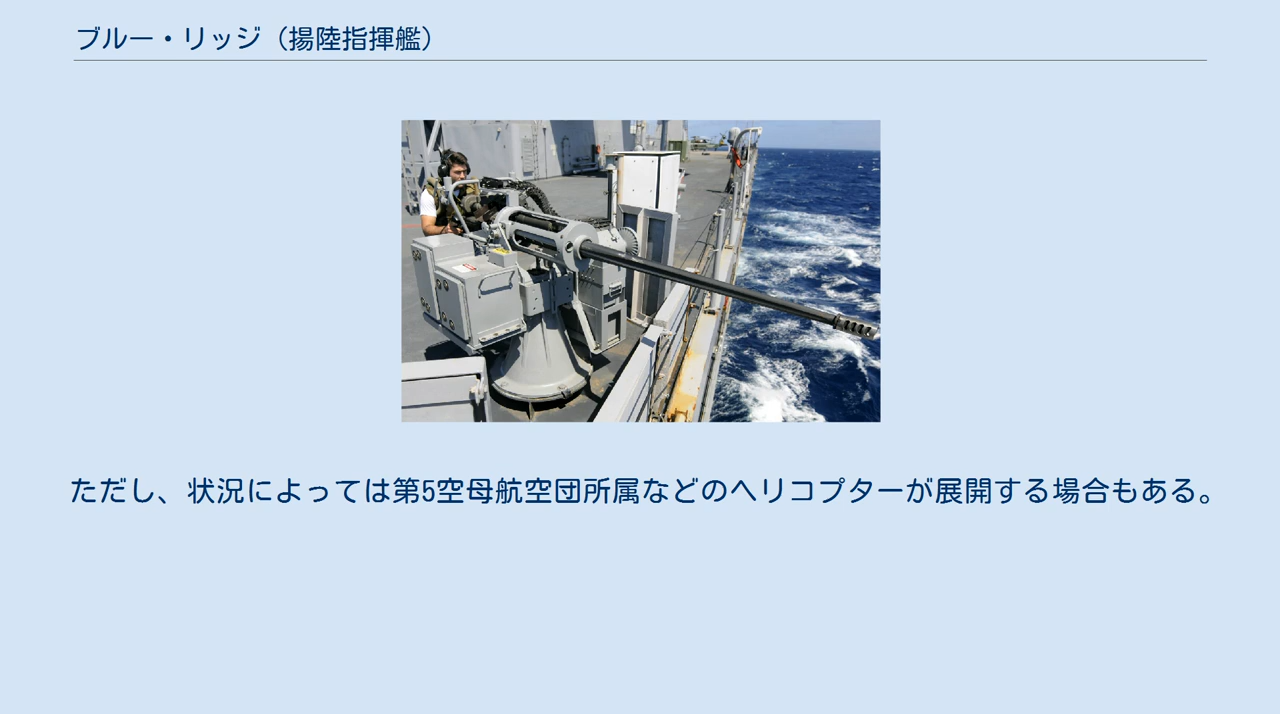 ブルー・リッジ（揚陸指揮艦）
ただし、状況によっては第5空母航空団所属などのヘリコプターが展開する場合もある。